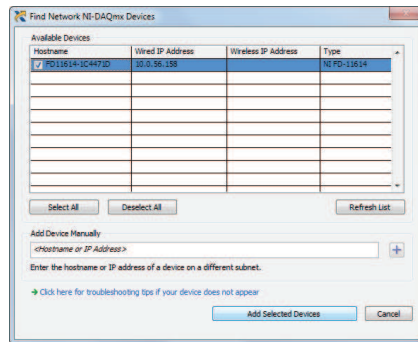 Find Network NI-DAQmx Devices
Available Devices
Hostname Wired IP Address Wireless IP Address Type
FD11614-1C4471D 10.0.56.158 NI FD-11614
Select All Deselect All Refresh List
Add Device Manually
<Hostname or IP Address>
Enter the hostname or IP address of a device on a different subnet.
Click here for troubleshooting tips if your device does not appear
Add Selected Devices Cancel